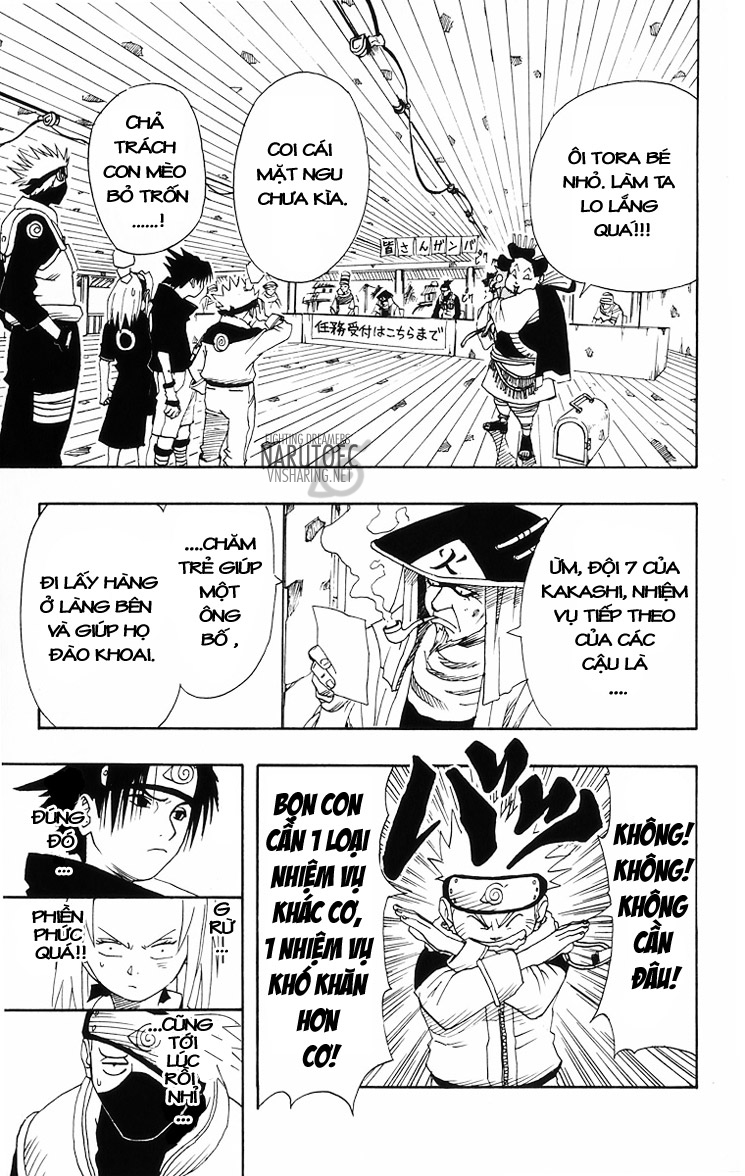 ÔI TORA BÉ
NHỎ. LÀM TA
LO LẮNG
QUÁ!!!
COI CÁI
MẶT NGU
CHƯA KÌA.
CHẢ
TRÁCH
CON MÈO
BỎ TRỐN
......!
皆さんガンバ
任務受付はこちらまで
FIGHTING DREAMERS
NARUTOFC
VNSHARING.NET
ỪM, ĐỘI 7 CỦA
KAKASHI, NHIỆM
VỤ TIẾP THEO
CỦA CÁC
CẬU LÀ
....
....CHĂM
TRẺ GIÚP
MỘT
ÔNG
BỐ,
ĐI LẤY HÀNG
Ở LÀNG BÊN
VÀ GIÚP HỌ
ĐÀO KHOAI.
KHÔNG!
KHÔNG!
KHÔNG
CẦN
ĐÂU!
バッ
BỌN CON
CẦN 1 LOẠI
NHIỆM VỤ
KHÁC CƠ,
1 NHIỆM VỤ
KHÓ KHĂN
HƠN
CƠ!
ĐÚNG
ĐÓ
...
GRỪ
...
PHIỀN
PHỨC
QUÁ!!
...CŨNG
TỚI
LÚC
RỒI
NHỈ
...